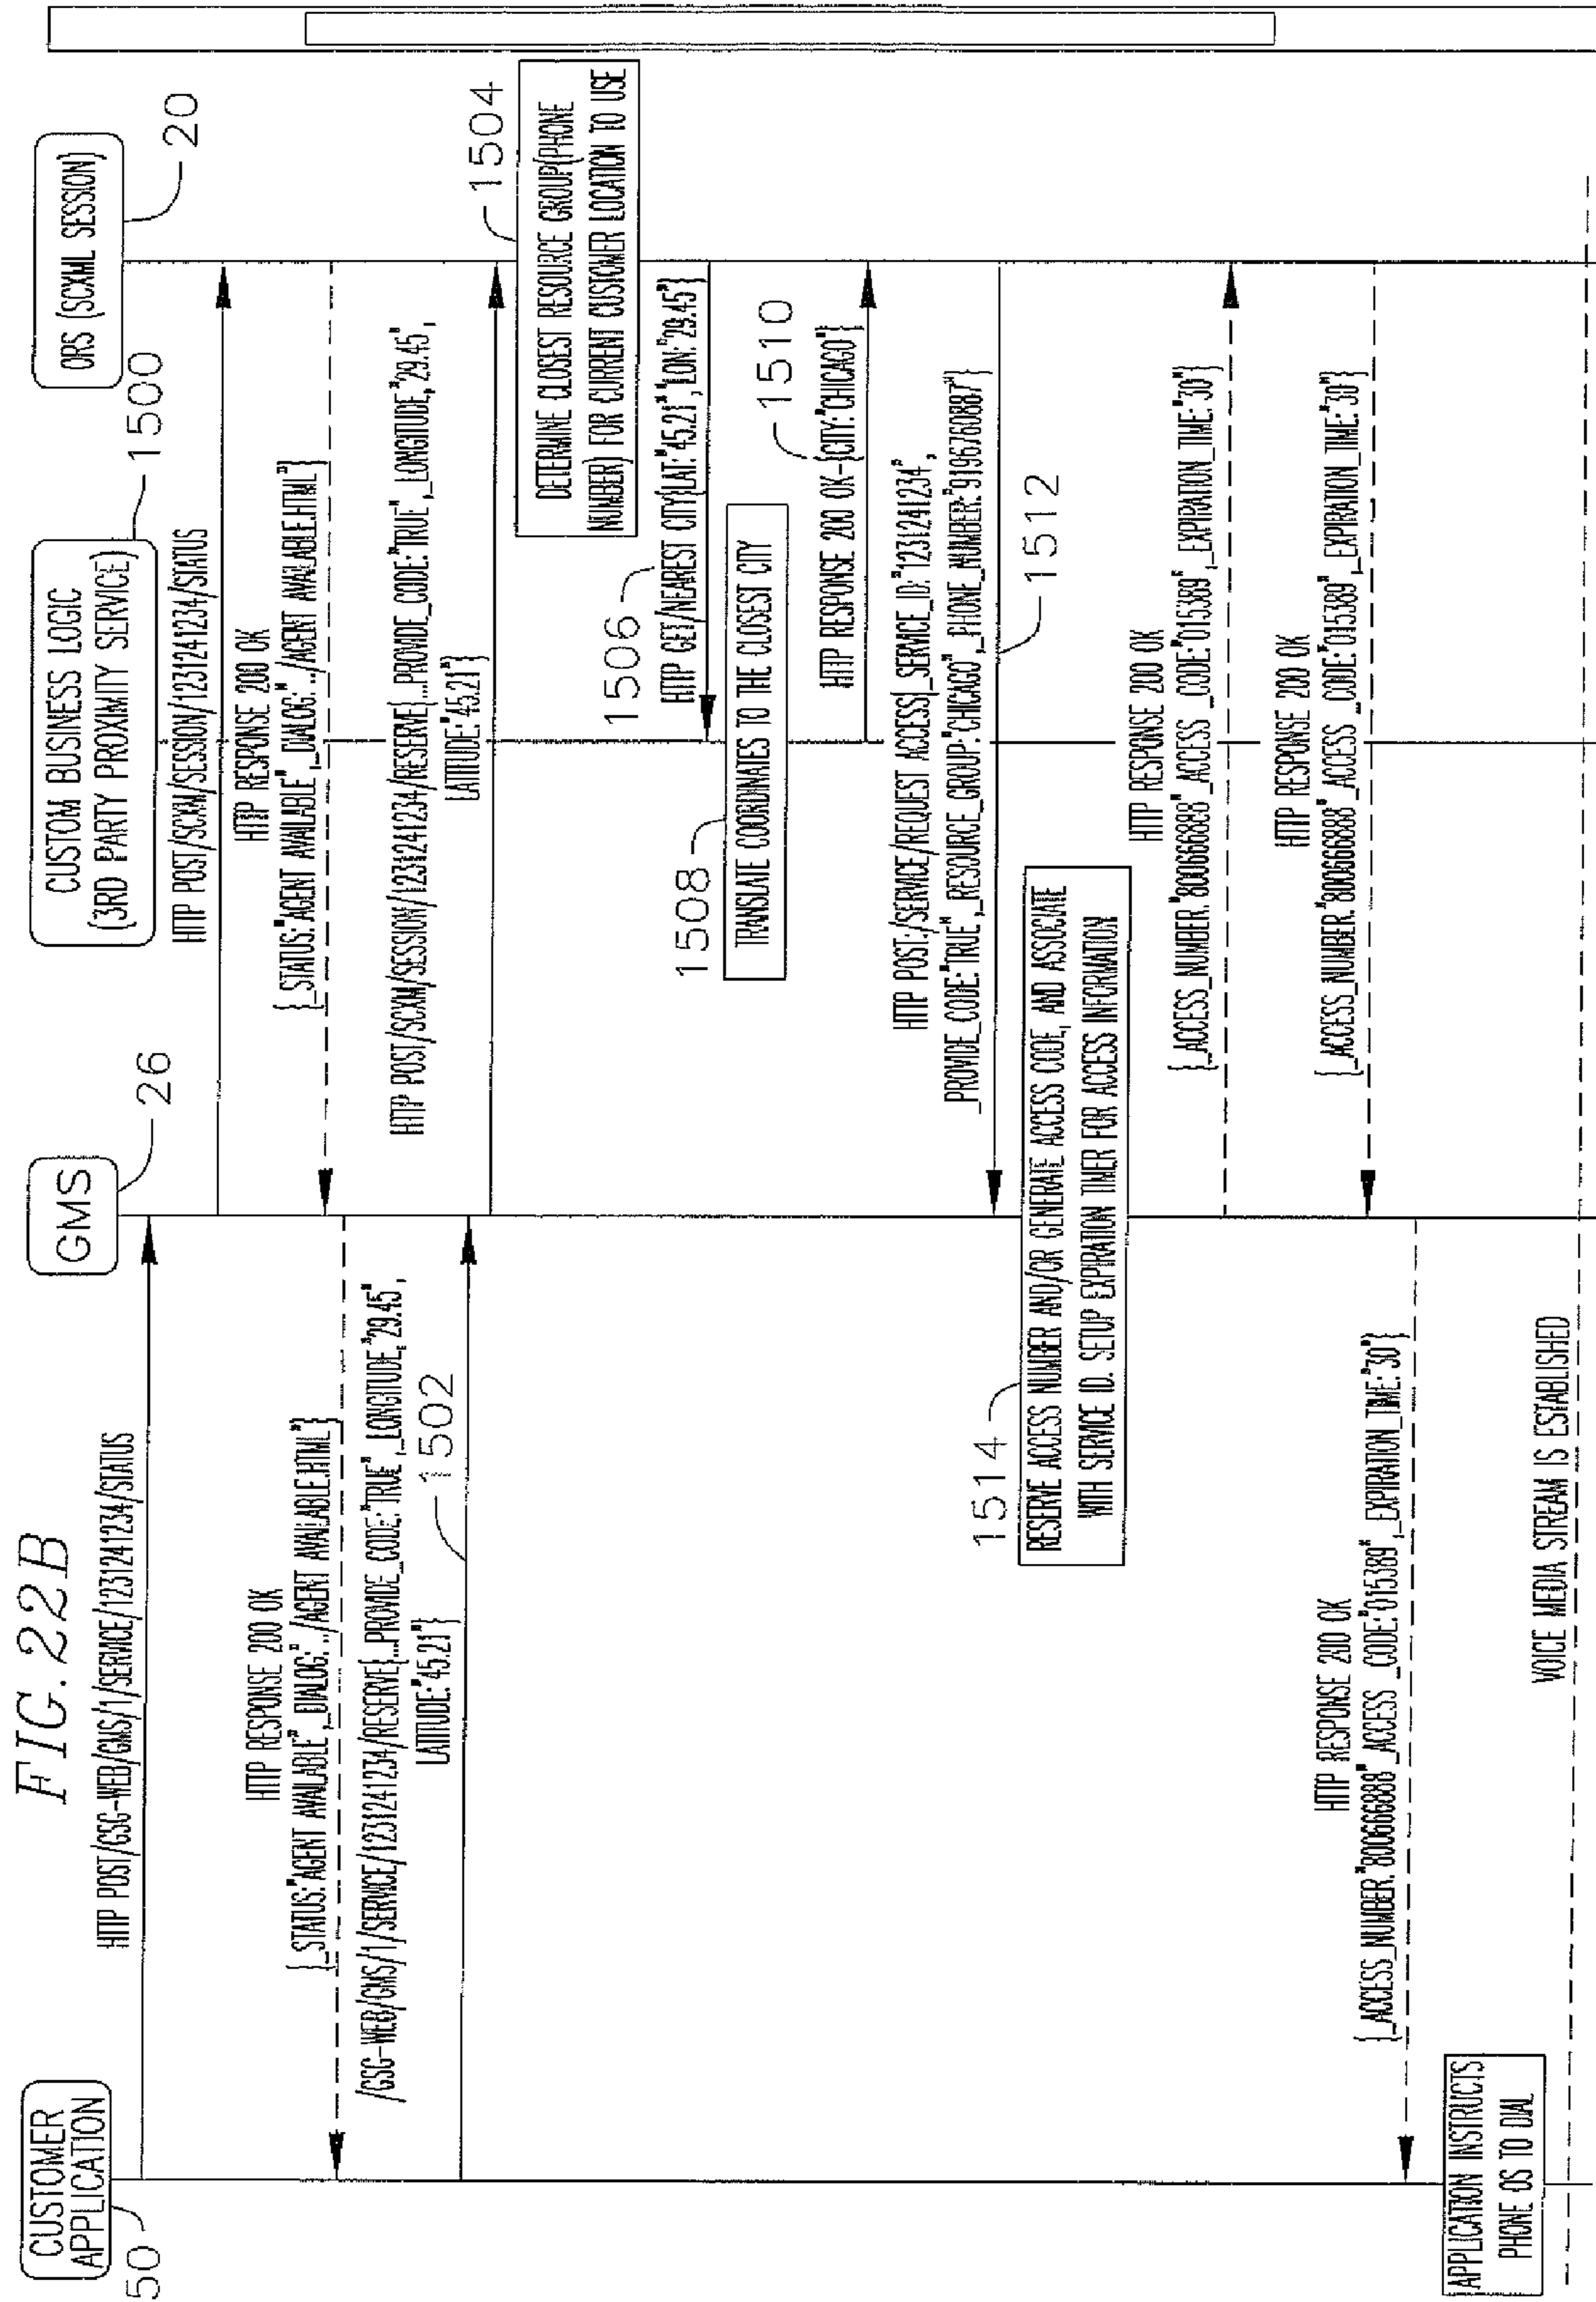 FIG. 22B
CUSTOMER
APPLICATION
50
GMS
26
CUSTOM BUSINESS LOGIC
(3RD PARTY PROXIMITY SERVICE)
1500
ORS (SCXML SESSION)
20
HTTP POST/GSG-WEB/GMS/1/SERVICE/1231241234/STATUS
HTTP POST/SCXM/SESSION/1231241234/STATUS
HTTP RESPONSE 200 OK
{_STATUS:"AGENT AVAILABLE",_DIALOG:"../AGENT AVAILABLE.HTML"}
HTTP RESPONSE 200 OK
{_STATUS:"AGENT AVAILABLE",_DIALOG:"../AGENT AVAILABLE.HTML"}
/GSG-WEB/GMS/1/SERVICE/1231241234/RESERVE{...PROVIDE_CODE:"TRUE",_LONGITUDE,"29.45",
LATITUDE:"45.21"}
1502
HTTP POST/SCXM/SESSION/1231241234/RESERVE{...PROVIDE_CODE:"TRUE",_LONGITUDE,"29.45",
LATITUDE:"45.21"}
1504
DETERMINE CLOSEST RESOURCE GROUP(PHONE
NUMBER) FOR CURRENT CUSTOMER LOCATION TO USE
1506
HTTP GET/NEAREST CITY{LAT:"45.21",LON:"29.45"}
1508
TRANSLATE COORDINATES TO THE CLOSEST CITY
1510
HTTP RESPONSE 200 OK-{CITY:"CHICAGO"}
HTTP POST:/SERVICE/REQUEST ACCESS{_SERVICE_ID:"1231241234",
_PROVIDE_CODE:"TRUE",_RESOURCE_GROUP:"CHICAGO",_PHONE_NUMBER:"9196760887"}
1512
1514
RESERVE ACCESS NUMBER AND/OR GENERATE ACCESS CODE, AND ASSOCIATE
WITH SERVICE ID. SETUP EXPIRATION TIMER FOR ACCESS INFORMATION
HTTP RESPONSE 200 OK
{_ACCESS_NUMBER:"800666888"_ACCESS _CODE:"015389",_EXPIRATION_TIME:"30"}
HTTP RESPONSE 200 OK
{_ACCESS_NUMBER:"800666888"_ACCESS _CODE:"015389",_EXPIRATION_TIME:"30"}
HTTP RESPONSE 200 OK
{_ACCESS_NUMBER:"800666888"_ACCESS _CODE:"015389",_EXPIRATION_TIME:"30"}
APPLICATION INSTRUCTS
PHONE OS TO DIAL
VOICE MEDIA STREAM IS ESTABLISHED